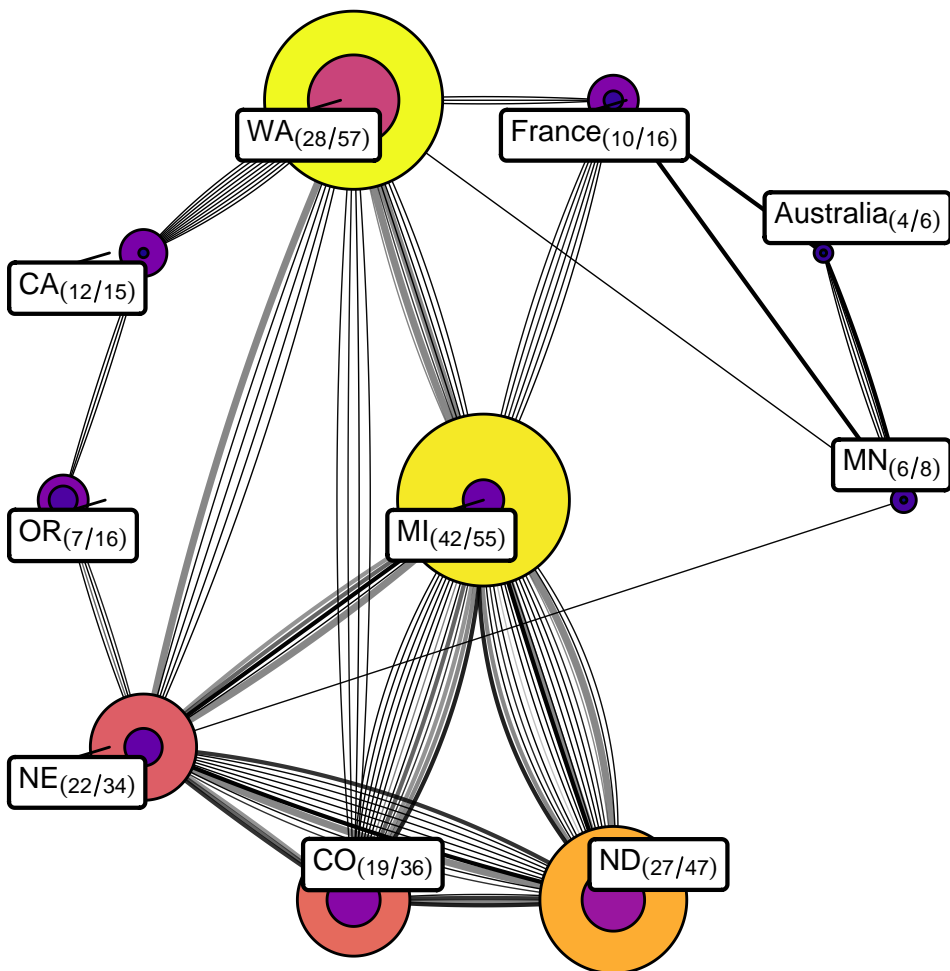 WA(28/57)
France(10/16)
Australia(4/6)
CA(12/15)
MN(6/8)
OR(7/16)
MI(42/55)
NE(22/34)
CO(19/36)
ND(27/47)